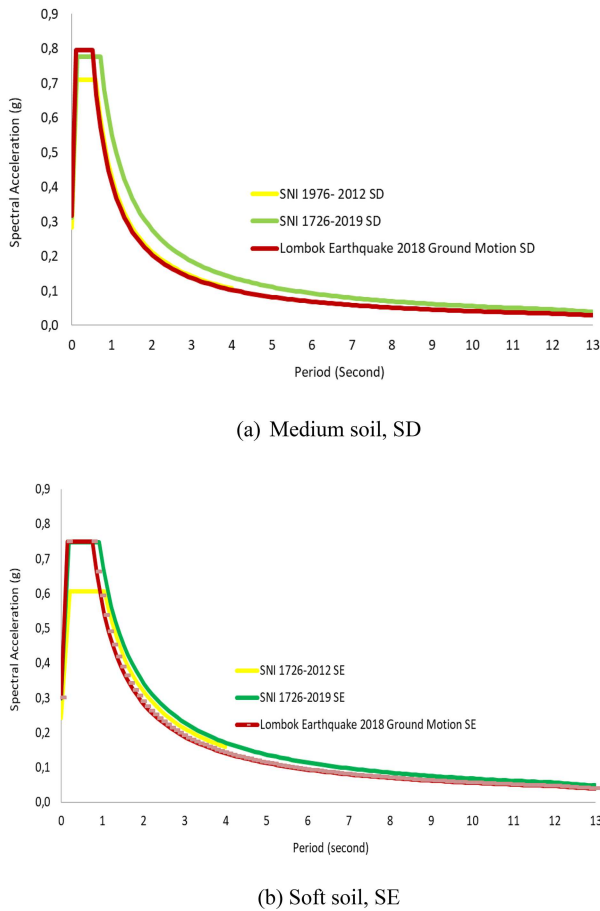 0,9
0,8
0,7
0,6
0,5
0,4
0,3
0,2
0,1
0,0
Spectral Acceleration (g)
SNI 1976- 2012 SD
SNI 1726-2019 SD
Lombok Earthquake 2018 Ground Motion SD
0 1 2 3 4 5 6 7 8 9 10 11 12 13
Period (Second)
(a) Medium soil, SD
0,9
0,8
0,7
0,6
0,5
0,4
0,3
0,2
0,1
0,0
Spectral Acceleration (g)
SNI 1726-2012 SE
SNI 1726-2019 SE
Lombok Earthquake 2018 Ground Motion SE
0 1 2 3 4 5 6 7 8 9 10 11 12 13
Period (second)
(b) Soft soil, SE